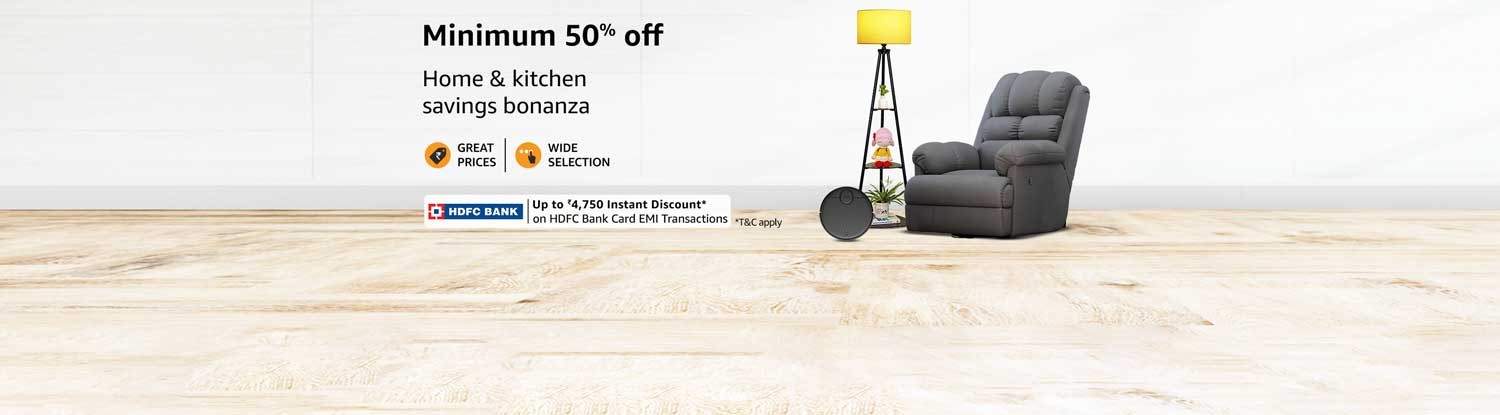 Minimum 50% off
Home & kitchen
savings bonanza
GREAT
PRICES
WIDE
SELECTION
HDFC BANK
Up to ₹4,750 Instant Discount*
on HDFC Bank Card EMI Transactions
*T&C apply